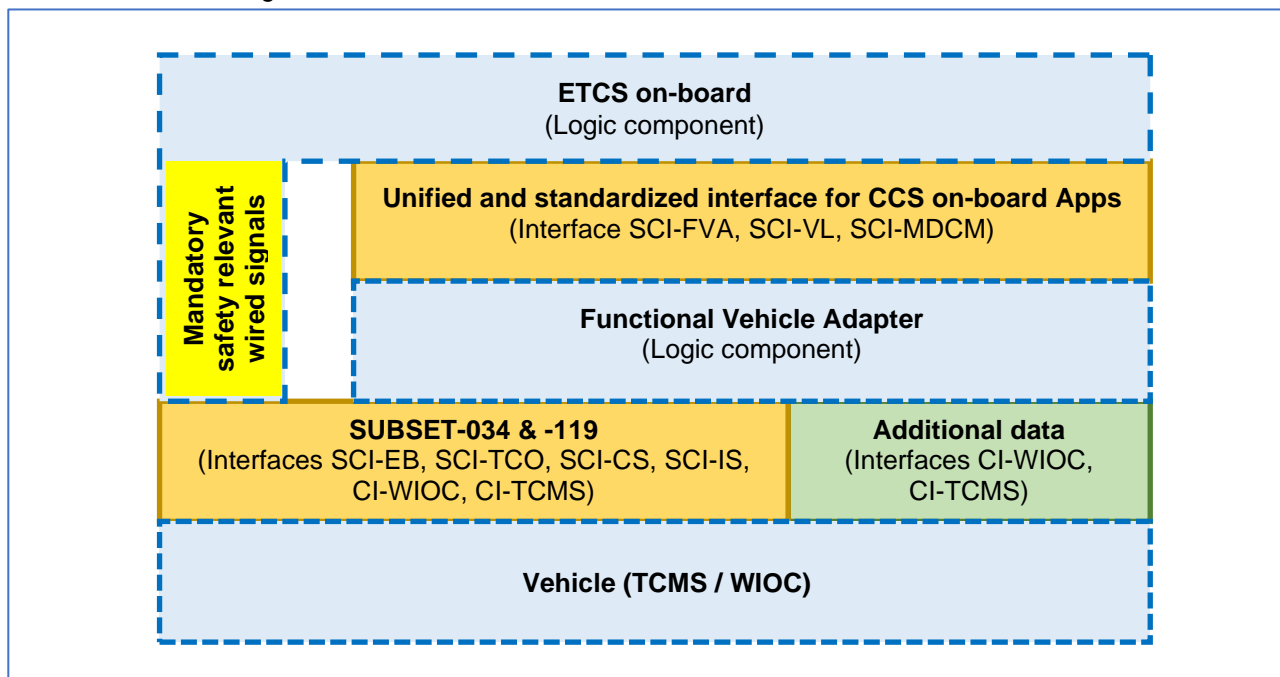 ETCS on-board
(Logic component)
Mandatory
safety relevant
wired signals
Unified and standardized interface for CCS on-board Apps
(Interface SCI-FVA, SCI-VL, SCI-MDCM)
Functional Vehicle Adapter
(Logic component)
SUBSET-034 & -119
(Interfaces SCI-EB, SCI-TCO, SCI-CS, SCI-IS,
CI-WIOC, CI-TCMS)
Additional data
(Interfaces CI-WIOC,
CI-TCMS)
Vehicle (TCMS / WIOC)